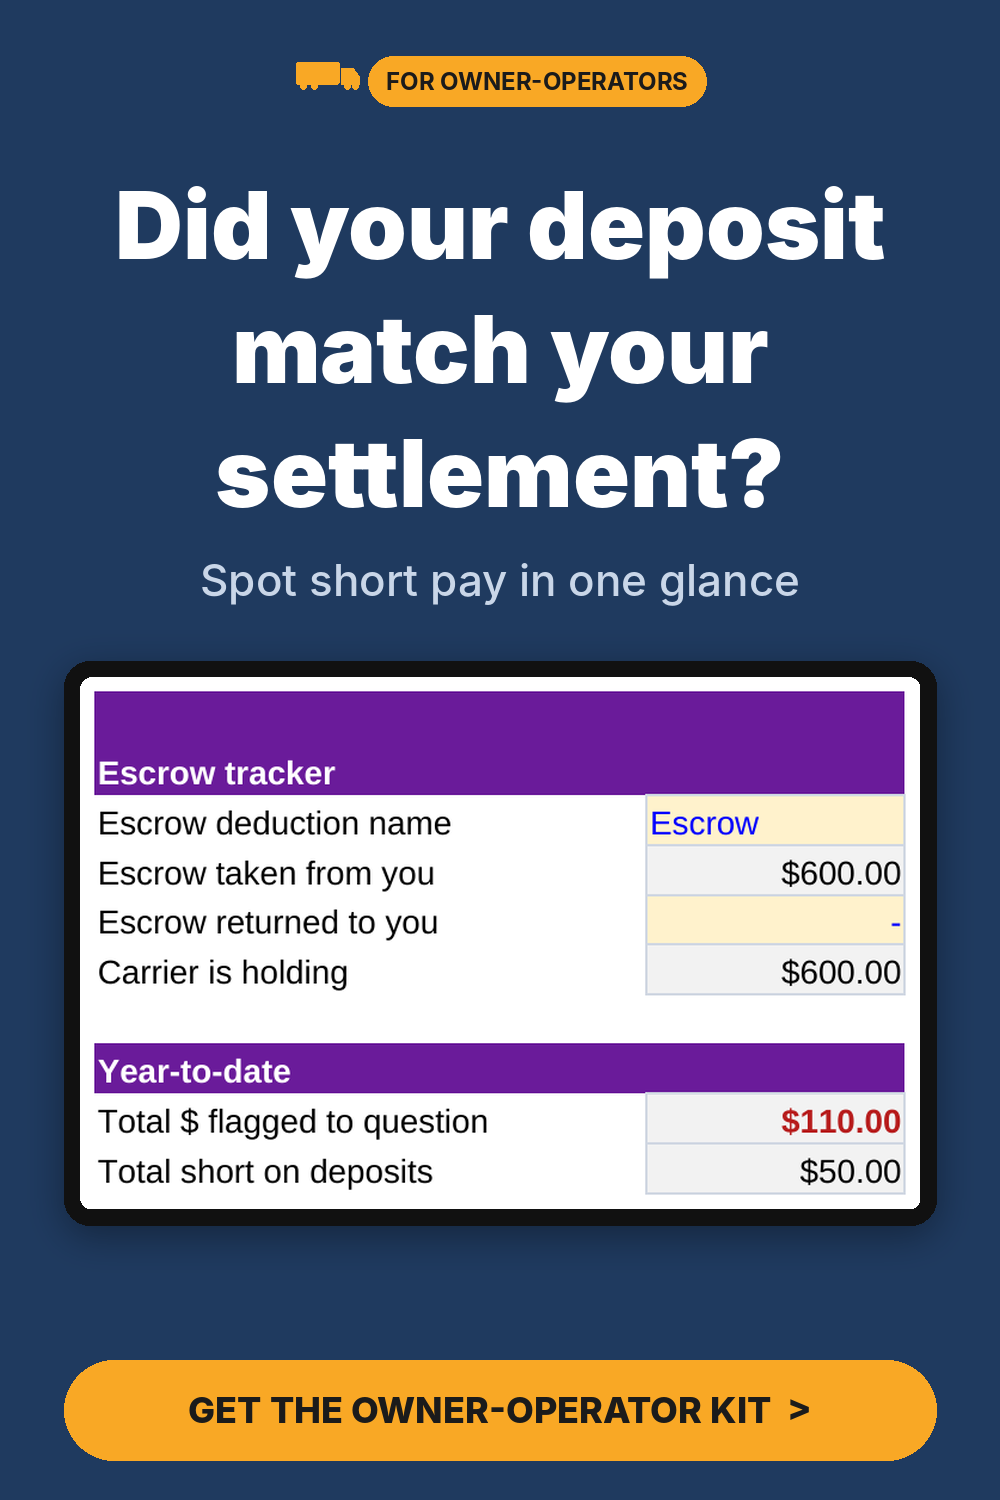 FOR OWNER-OPERATORS
Did your deposit
match your
settlement?
Spot short pay in one glance
Escrow tracker
Escrow deduction name Escrow
Escrow taken from you $600.00
Escrow returned to you -
Carrier is holding $600.00
Year-to-date
Total $ flagged to question $110.00
Total short on deposits $50.00
GET THE OWNER-OPERATOR KIT >